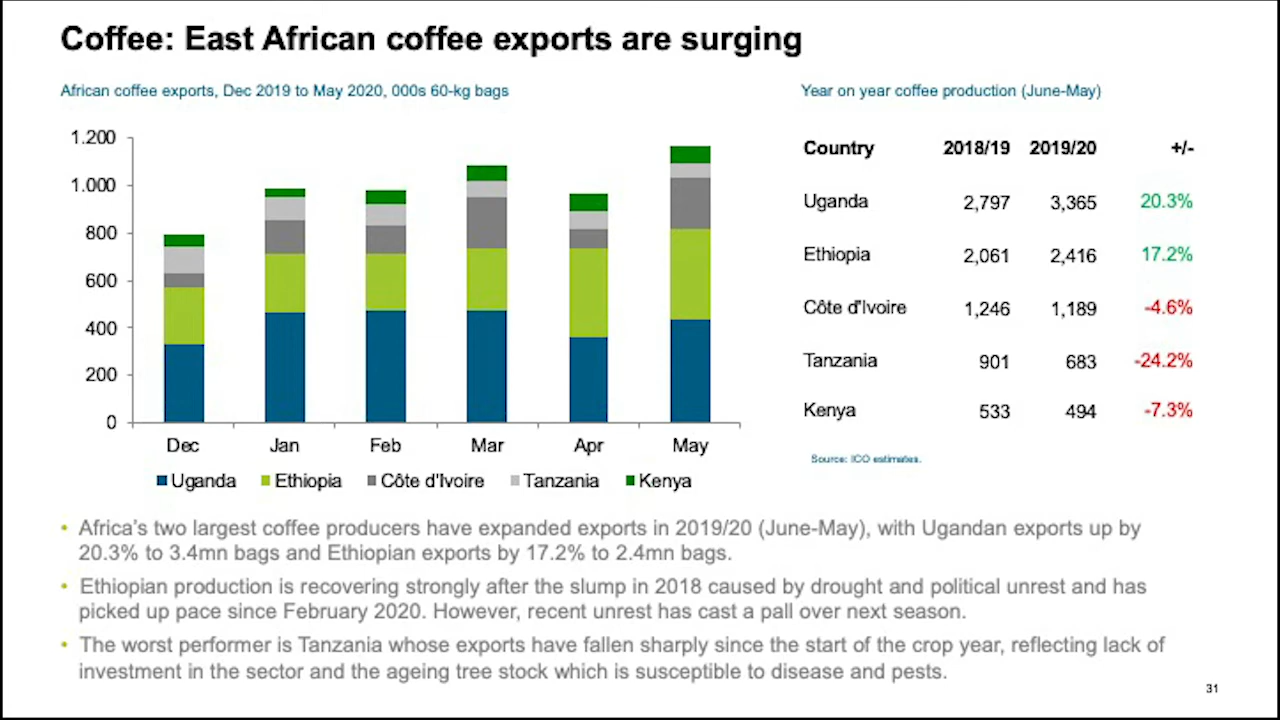 Coffee: East African coffee exports are surging
African coffee exports, Dec 2019 to May 2020, 000s 60-kg bags
1.200
1.000
800
600
400
200
0
Dec Jan Feb Mar Apr May
Uganda Ethiopia Côte d'Ivoire Tanzania Kenya
Year on year coffee production (June-May)
Country 2018/19 2019/20 +/-
Uganda 2,797 3,365 20.3%
Ethiopia 2,061 2,416 17.2%
Côte d'Ivoire 1,246 1,189 -4.6%
Tanzania 901 683 -24.2%
Kenya 533 494 -7.3%
Source: ICO estimates.
• Africa's two largest coffee producers have expanded exports in 2019/20 (June-May), with Ugandan exports up by
20.3% to 3.4mn bags and Ethiopian exports by 17.2% to 2.4mn bags.
• Ethiopian production is recovering strongly after the slump in 2018 caused by drought and political unrest and has
picked up pace since February 2020. However, recent unrest has cast a pall over next season.
• The worst performer is Tanzania whose exports have fallen sharply since the start of the crop year, reflecting lack of
investment in the sector and the ageing tree stock which is susceptible to disease and pests.
31